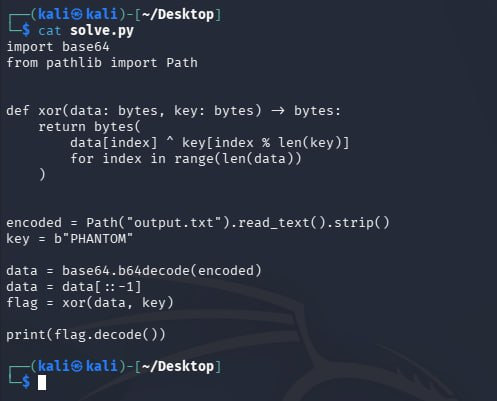 ┌──(kali㉿kali)-[~/Desktop]
└─$ cat solve.py
import base64
from pathlib import Path
def xor(data: bytes, key: bytes) -> bytes:
    return bytes(
        data[index] ^ key[index % len(key)]
        for index in range(len(data))
    )
encoded = Path("output.txt").read_text().strip()
key = b"PHANTOM"
data = base64.b64decode(encoded)
data = data[::-1]
flag = xor(data, key)
print(flag.decode())
┌──(kali㉿kali)-[~/Desktop]
└─$